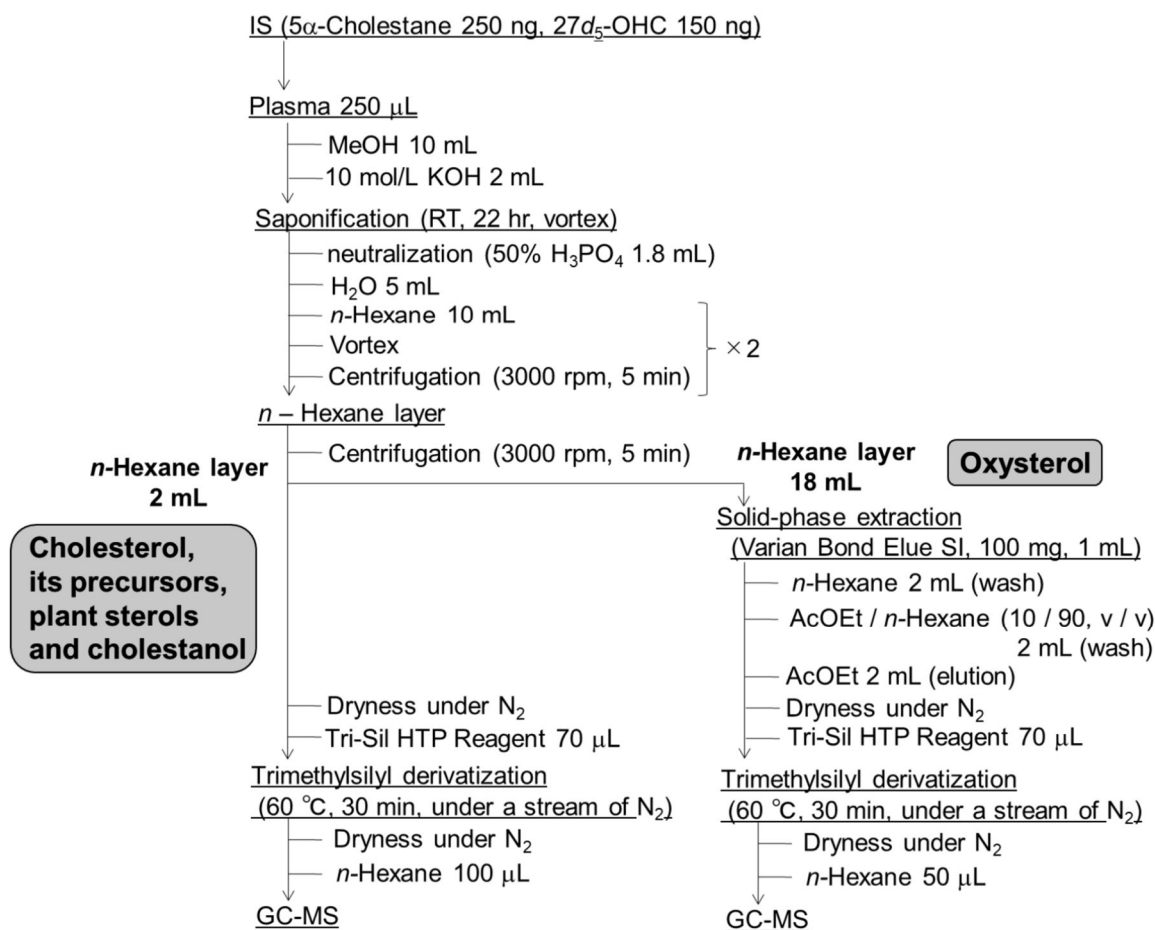 IS (5α-Cholestane 250 ng, 27d5-OHC 150 ng)
Plasma 250 μL
MeOH 10 mL
10 mol/L KOH 2 mL
Saponification (RT, 22 hr, vortex)
neutralization (50% H3PO4 1.8 mL)
H2O 5 mL
n-Hexane 10 mL
Vortex
Centrifugation (3000 rpm, 5 min)
×2
n – Hexane layer
Centrifugation (3000 rpm, 5 min)
n-Hexane layer
2 mL
Cholesterol,
its precursors,
plant sterols
and cholestanol
Dryness under N2
Tri-Sil HTP Reagent 70 μL
Trimethylsilyl derivatization
(60 °C, 30 min, under a stream of N2)
Dryness under N2
n-Hexane 100 μL
GC-MS
n-Hexane layer
18 mL
Oxysterol
Solid-phase extraction
(Varian Bond Elue SI, 100 mg, 1 mL)
n-Hexane 2 mL (wash)
AcOEt / n-Hexane (10 / 90, v / v)
2 mL (wash)
AcOEt 2 mL (elution)
Dryness under N2
Tri-Sil HTP Reagent 70 μL
Trimethylsilyl derivatization
(60 °C, 30 min, under a stream of N2)
Dryness under N2
n-Hexane 50 μL
GC-MS